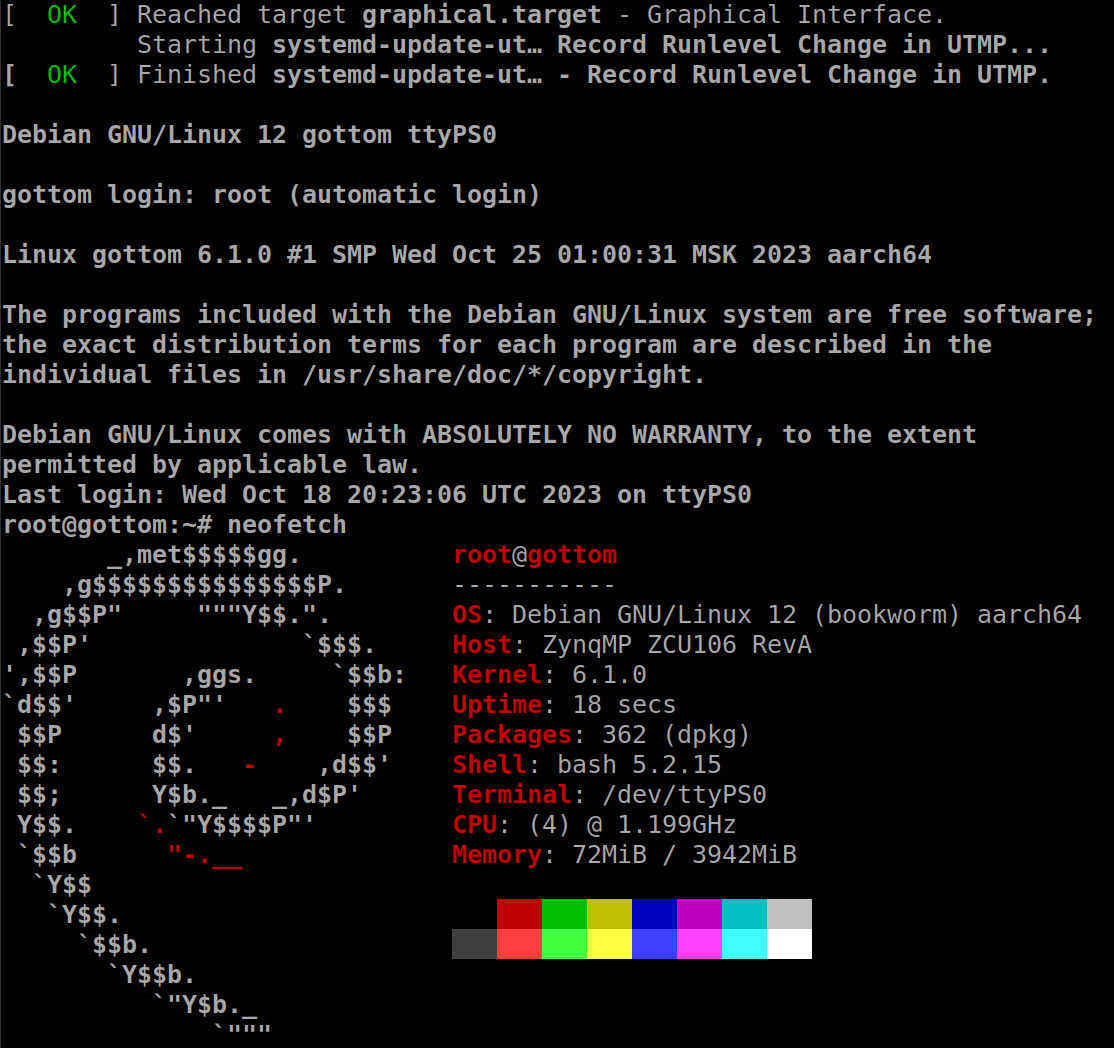 [  OK  ] Reached target graphical.target - Graphical Interface.
         Starting systemd-update-ut… Record Runlevel Change in UTMP...
[  OK  ] Finished systemd-update-ut… - Record Runlevel Change in UTMP.

Debian GNU/Linux 12 gottom ttyPS0

gottom login: root (automatic login)

Linux gottom 6.1.0 #1 SMP Wed Oct 25 01:00:31 MSK 2023 aarch64

The programs included with the Debian GNU/Linux system are free software;
the exact distribution terms for each program are described in the
individual files in /usr/share/doc/*/copyright.

Debian GNU/Linux comes with ABSOLUTELY NO WARRANTY, to the extent
permitted by applicable law.
Last login: Wed Oct 18 20:23:06 UTC 2023 on ttyPS0
root@gottom:~# neofetch
       _,met$$$$$gg.          root@gottom
    ,g$$$$$$$$$$$$$$$P.       -----------
  ,g$$P"     """Y$$.".        OS: Debian GNU/Linux 12 (bookworm) aarch64
 ,$$P'              `$$$.     Host: ZynqMP ZCU106 RevA
',$$P       ,ggs.     `$$b:   Kernel: 6.1.0
`d$$'     ,$P"'   .    $$$    Uptime: 18 secs
 $$P      d$'     ,    $$P    Packages: 362 (dpkg)
 $$:      $$.   -    ,d$$'    Shell: bash 5.2.15
 $$;      Y$b._   _,d$P'      Terminal: /dev/ttyPS0
 Y$$.    `.`"Y$$$$P"'         CPU: (4) @ 1.199GHz
 `$$b      "-.__              Memory: 72MiB / 3942MiB
  `Y$$
   `Y$$.
     `$$b.
       `Y$$b.
          `"Y$b._
              `"""